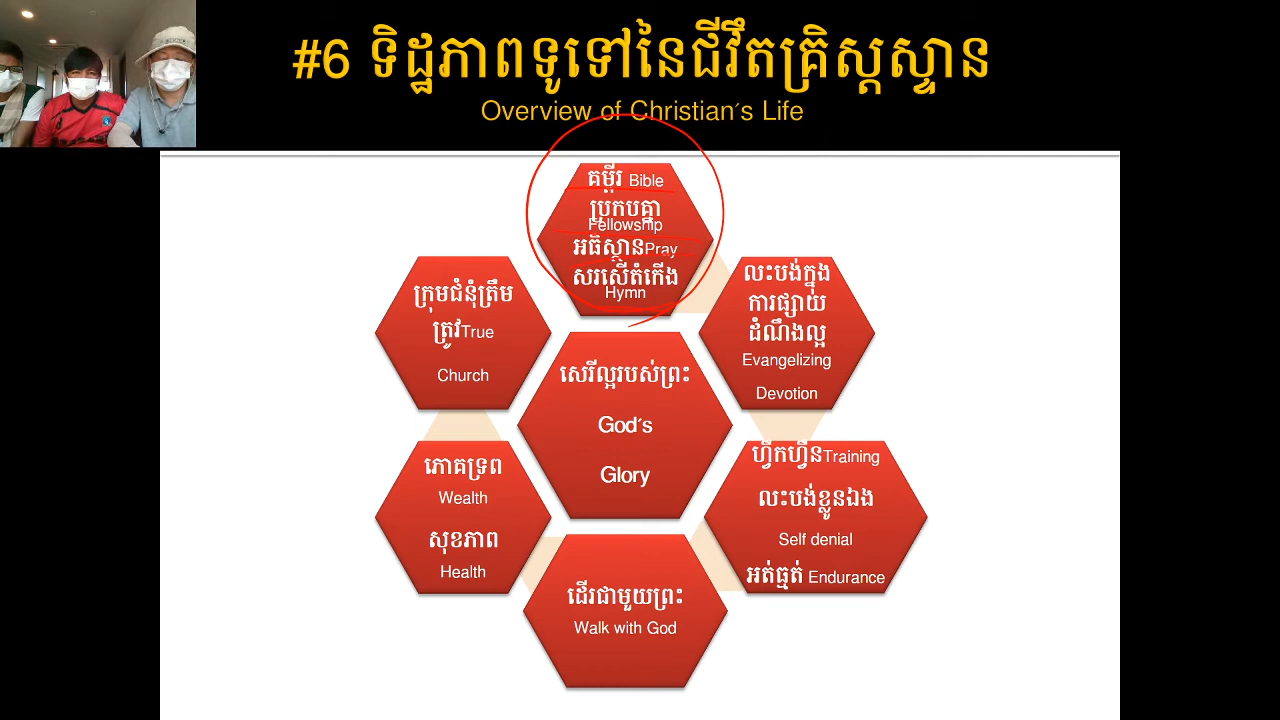 #6 ទិដ្ឋភាពទូទៅនៃជីវឹតគ្រិស្តស្ទាន
Overview of Christian´s Life
គម្ពីរ Bible
ប្រកបគ្នា
Fellowship
អធិស្ឋានPray
សរសើតំកើង
Hymn
លះបង់ក្នុង
ការផ្សាយ
ដំណឹងល្អ
Evangelizing
Devotion
ហ្វឹកហ្វឺនTraining
លះបង់ខ្លួនឯង
Self denial
អត់ធ្មត់ Endurance
ដើរជាមួយព្រះ
Walk with God
ភោគទ្រព
Wealth
សុខភាព
Health
ក្រុមជំនុំត្រឹម
ត្រូវTrue
Church
សេរីល្អរបស់ព្រះ
God´s
Glory